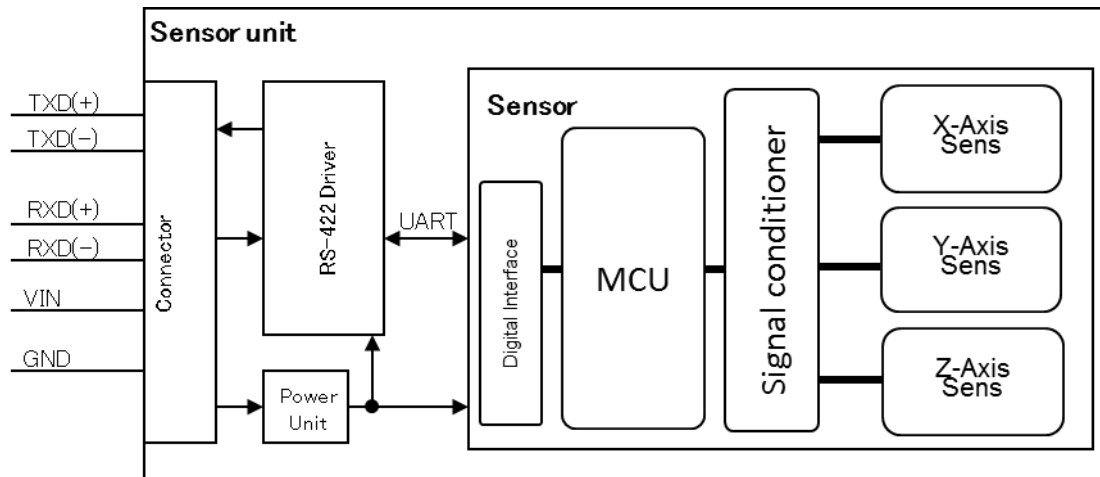 Sensor unit
TXD(+)
TXD(-)
RXD(+)
RXD(-)
VIN
GND
Connector
RS-422 Driver
Power
Unit
UART
Sensor
Digital Interface
MCU
Signal conditioner
X-Axis
Sens
Y-Axis
Sens
Z-Axis
Sens